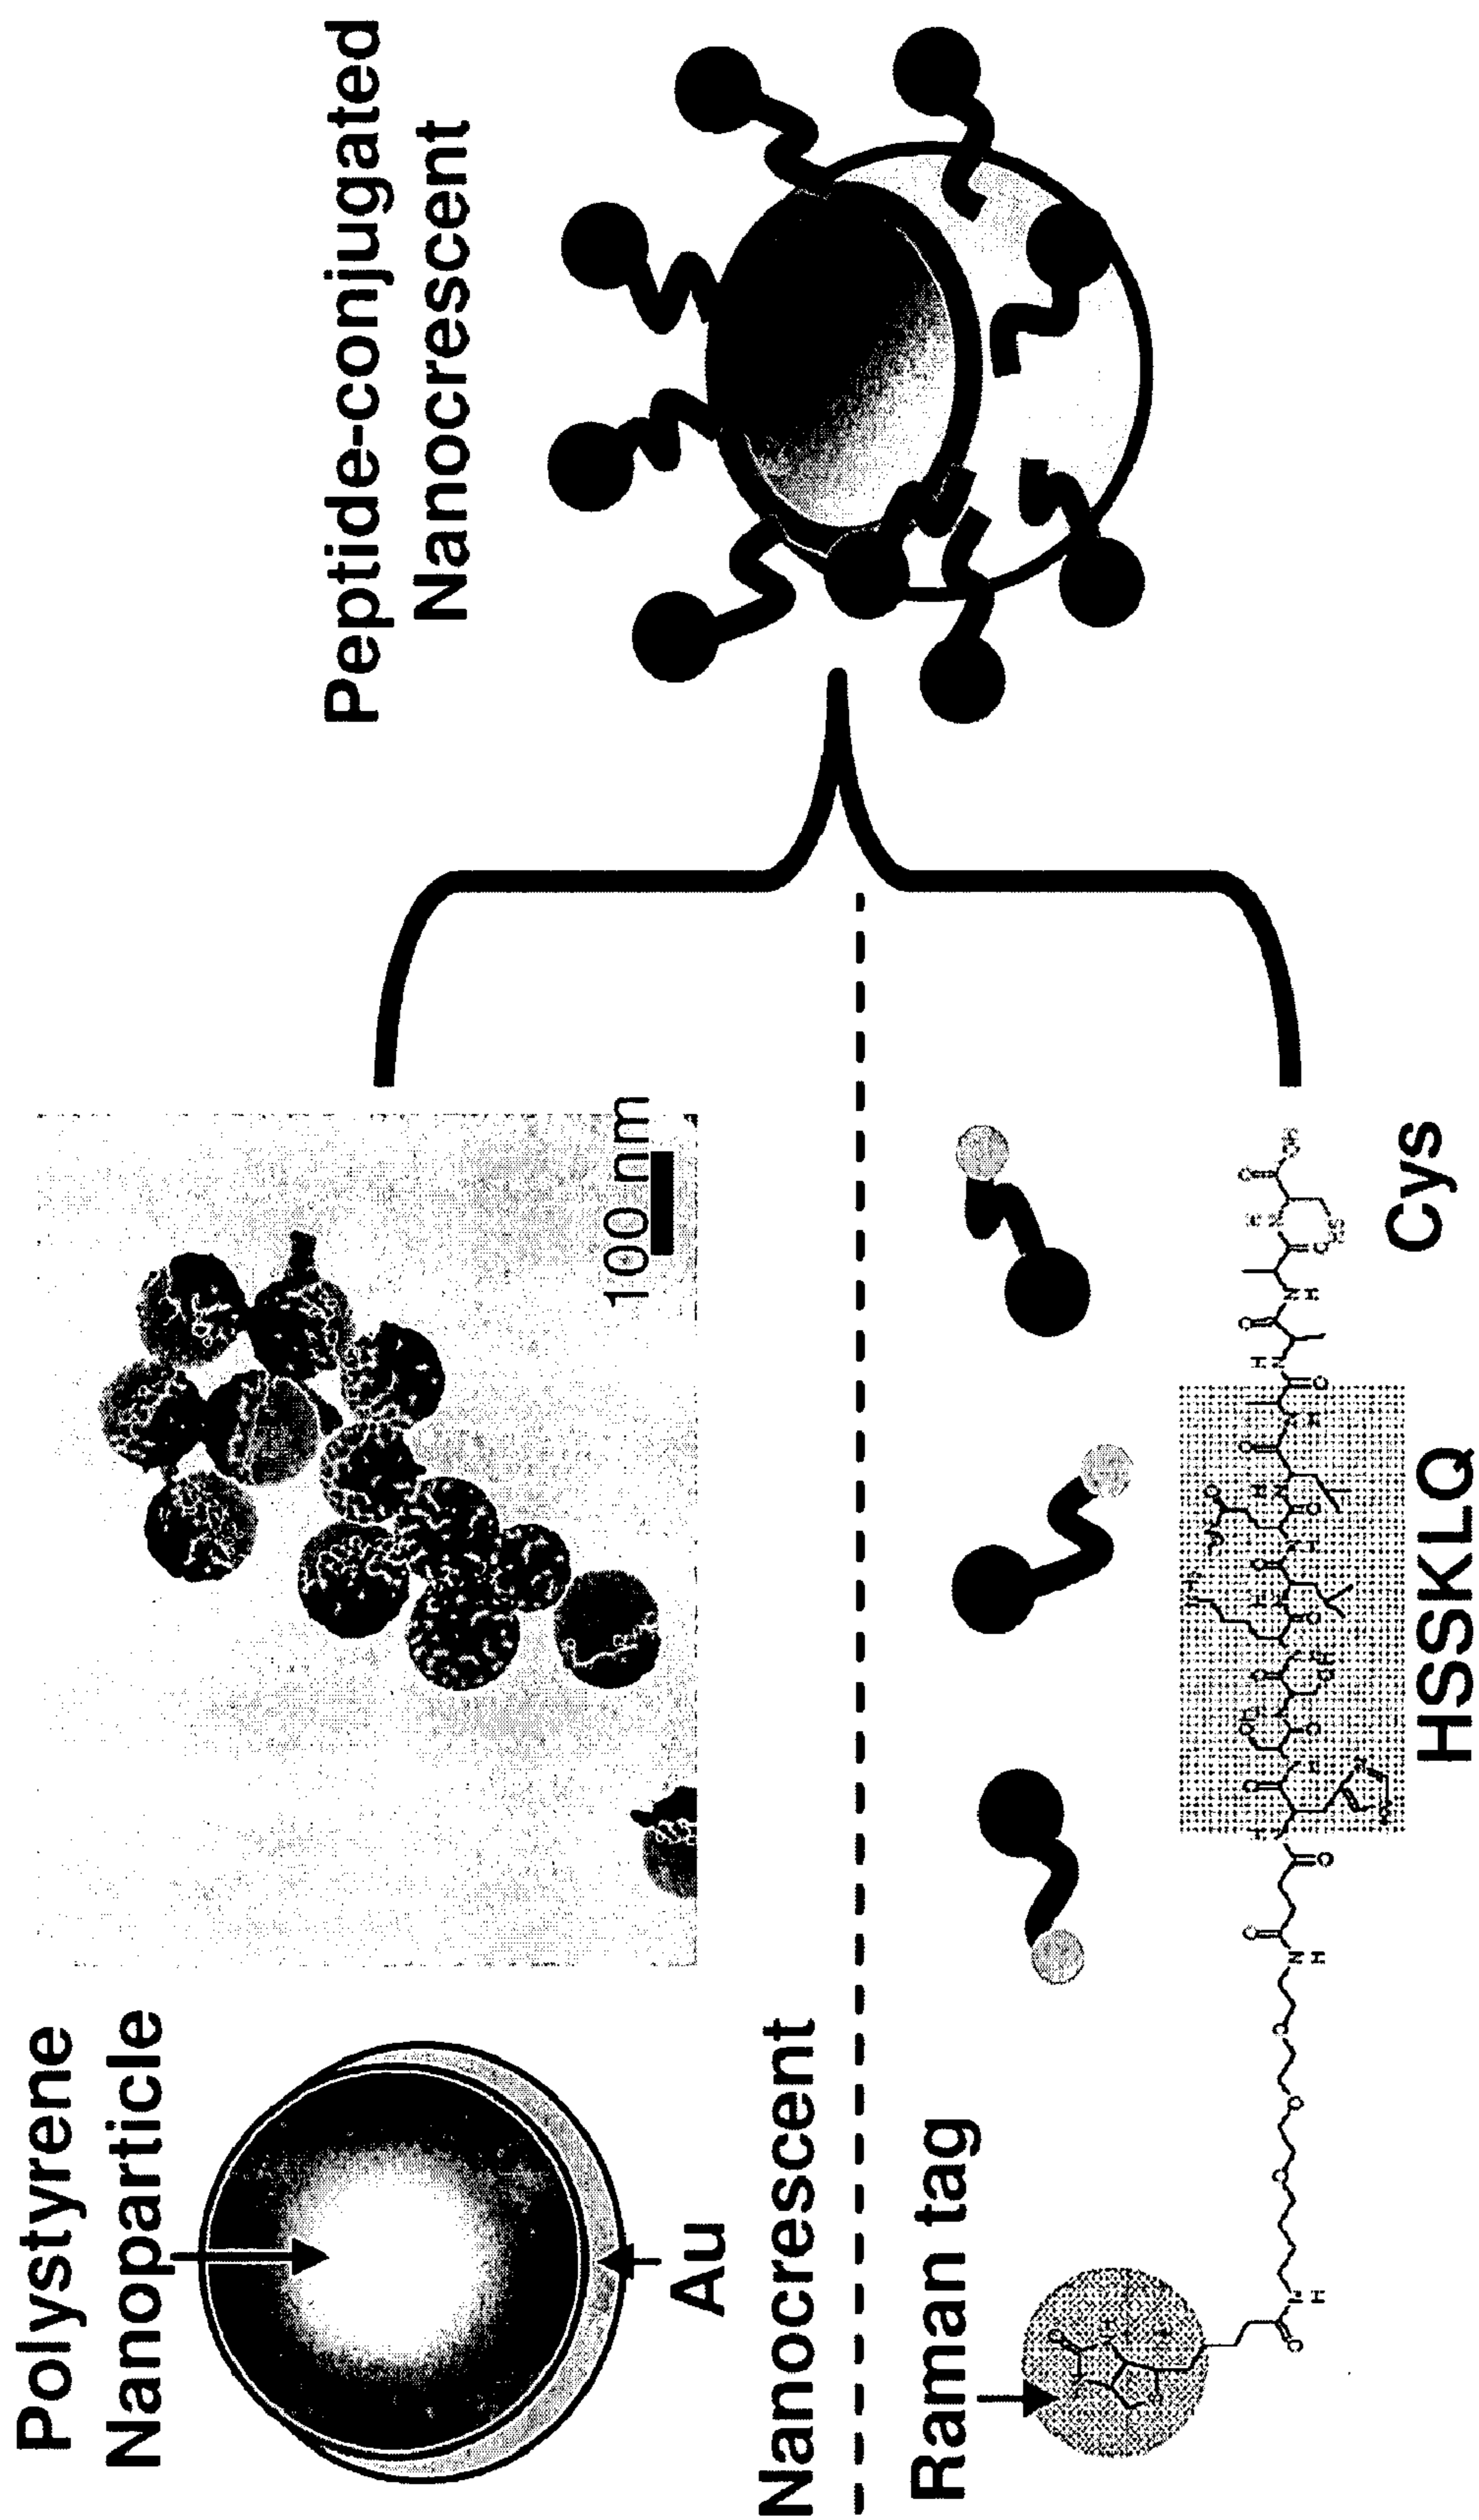 Polystyrene
Nanoparticle
Au
Nanocrescent
100 nm
Peptide-conjugated
Nanocrescent
Raman tag
HSSKLQ
Cys